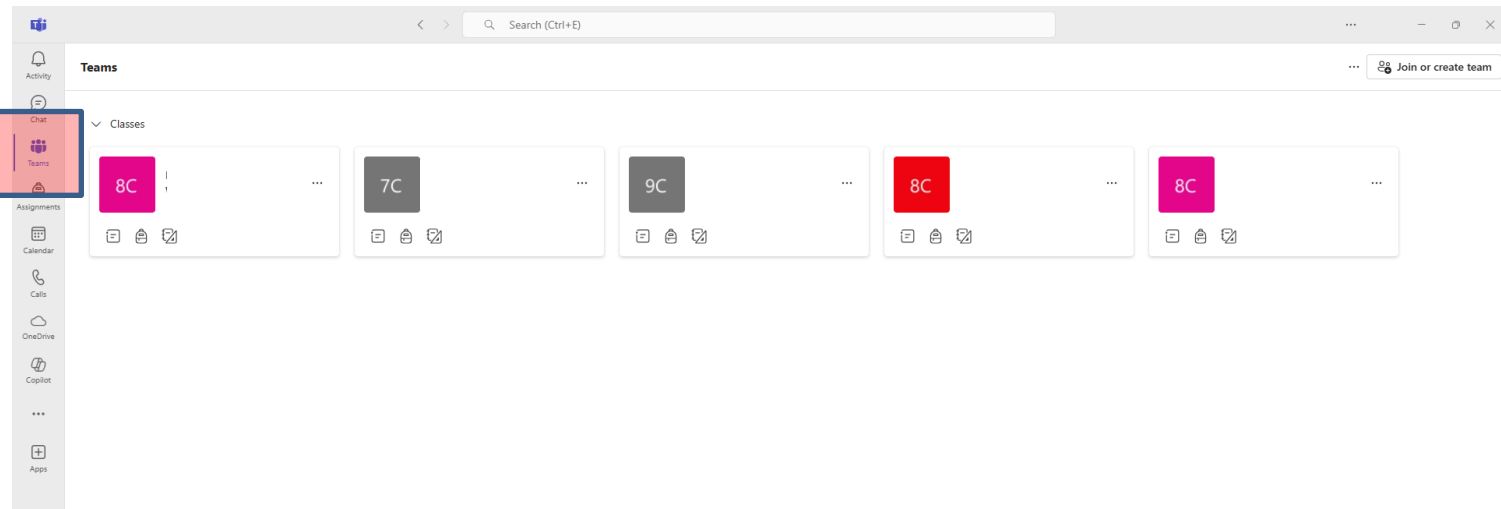 Search (Ctrl+E)
Activity
Chat
Teams
Assignments
Calendar
Calls
OneDrive
Copilot
Apps
Teams
Join or create team
Classes
8C
7C
9C
8C
8C